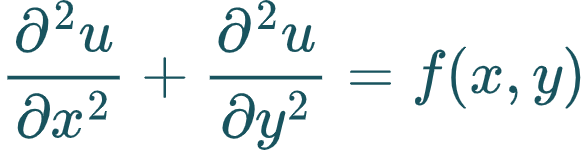 ∂²u/∂x² + ∂²u/∂y² = f(x, y)